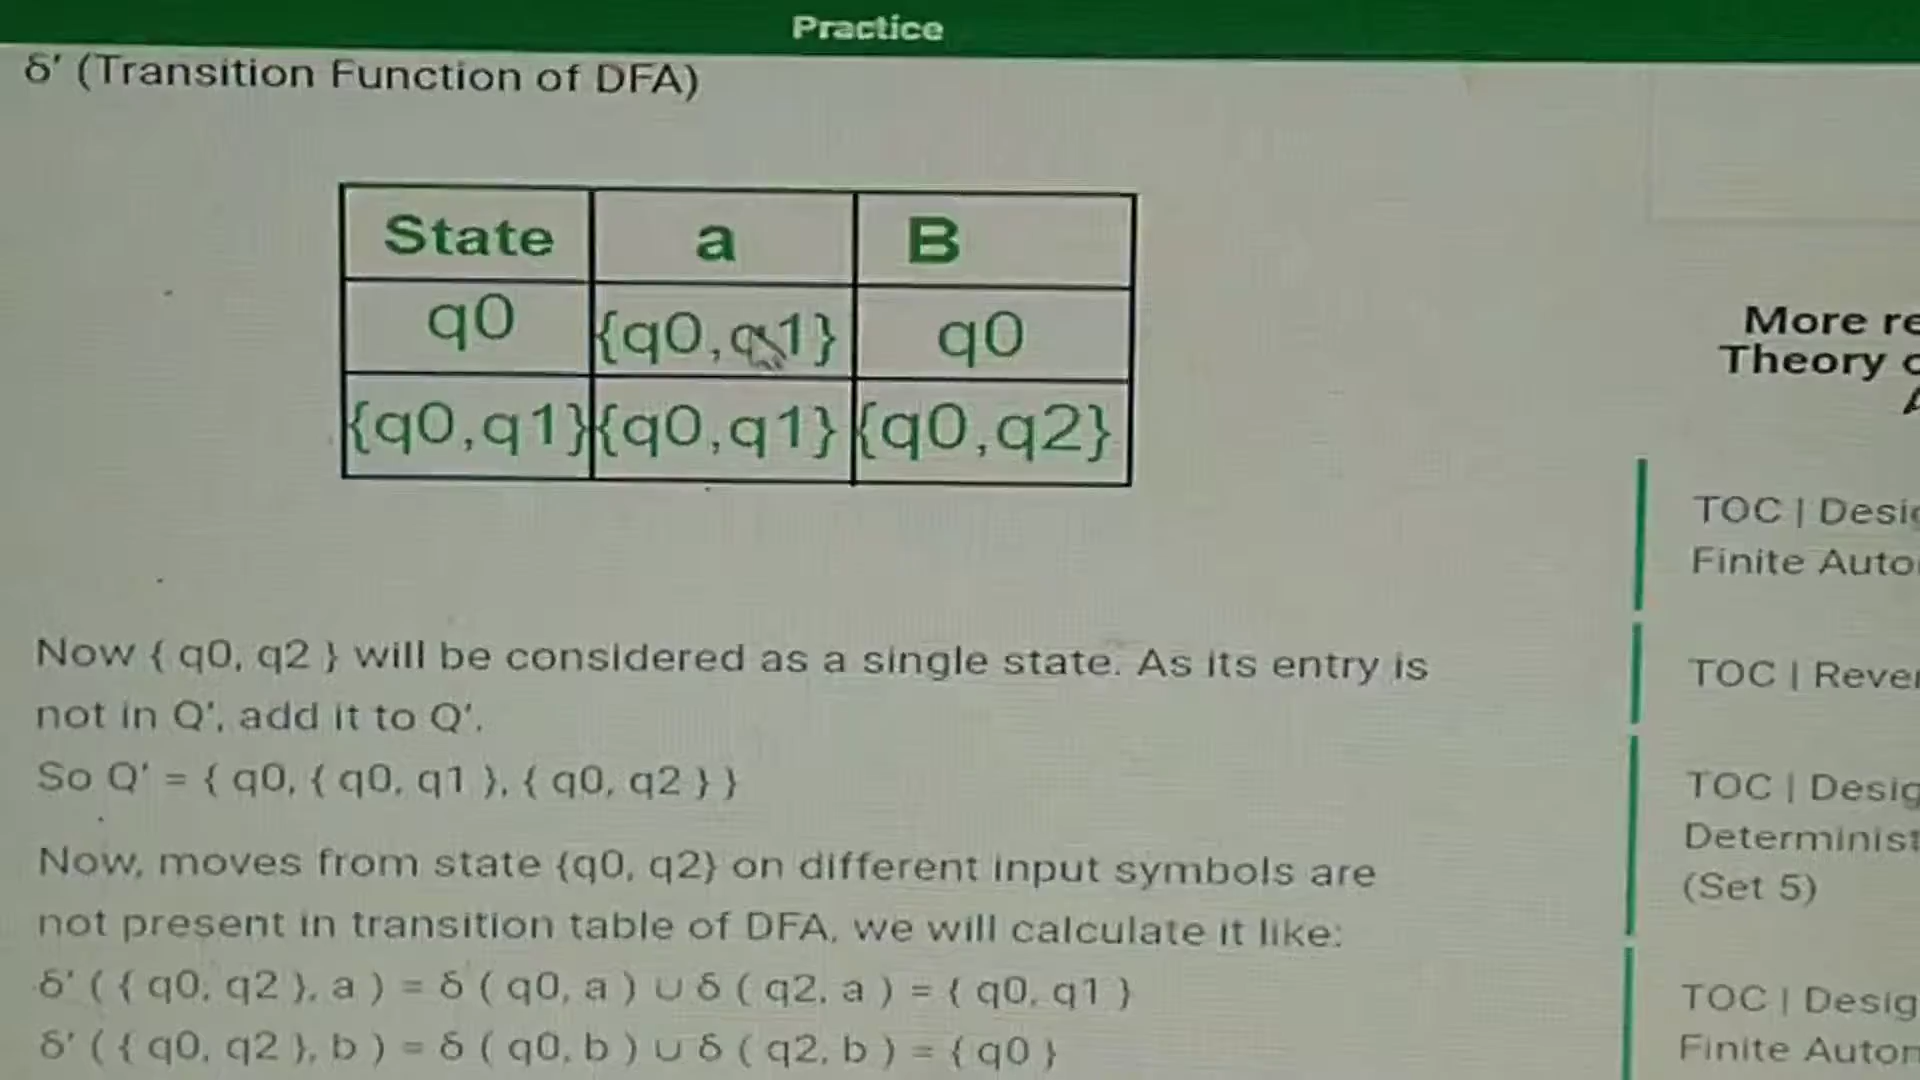 Practice
δ' (Transition Function of DFA)
State a B
q0 {q0,q1} q0
{q0,q1} {q0,q1} {q0,q2}
Now { q0, q2 } will be considered as a single state. As its entry is
not in Q', add it to Q'.
So Q' = { q0, { q0, q1 }, { q0, q2 } }
Now, moves from state {q0, q2} on different input symbols are
not present in transition table of DFA, we will calculate it like:
δ' ( { q0, q2 }, a ) = δ ( q0, a ) ∪ δ ( q2, a ) = { q0, q1 }
δ' ( { q0, q2 }, b ) = δ ( q0, b ) ∪ δ ( q2, b ) = { q0 }
More re
Theory
TOC | Desig
Finite Auto
TOC | Rever
TOC | Desig
Determinist
(Set 5)
TOC | Desig
Finite Autor